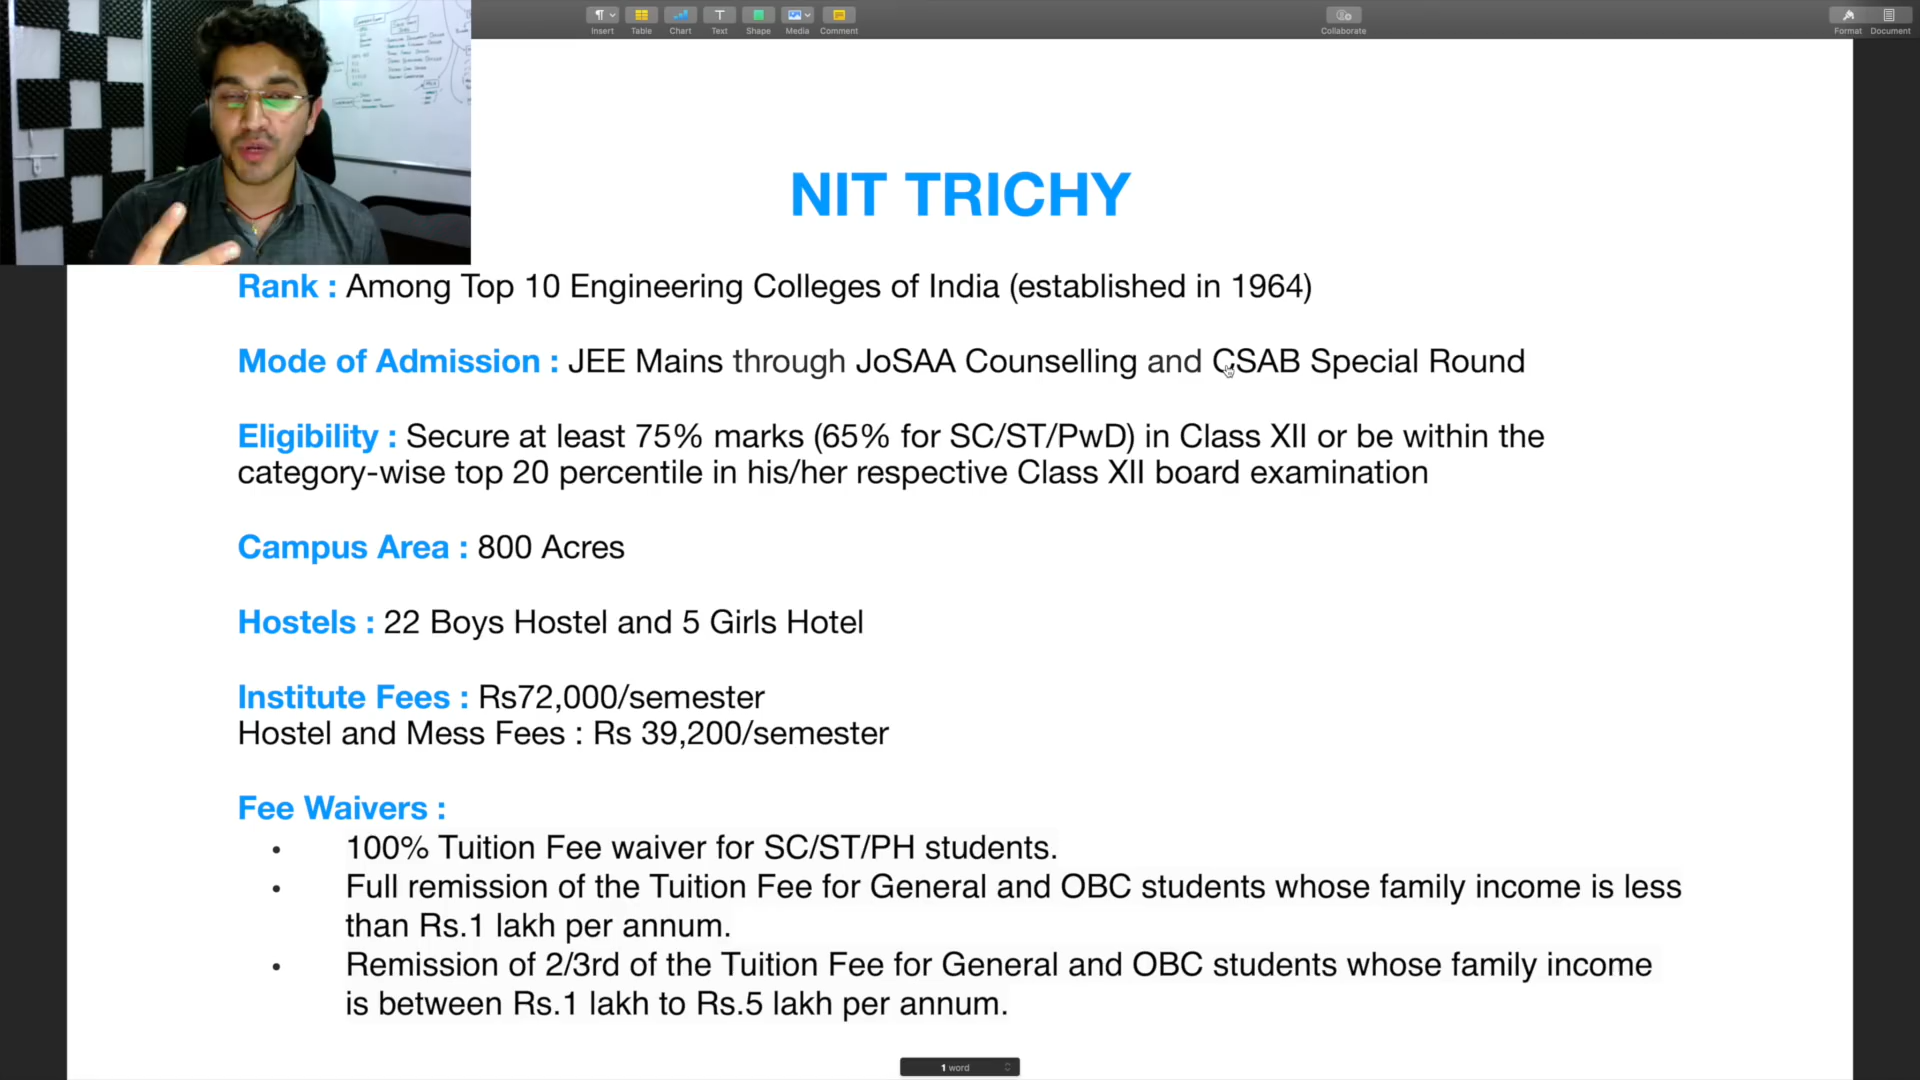 Insert
Table
Chart
Text
Shape
Media
Comment
Collaborate
Format
Document
NIT TRICHY
Rank : Among Top 10 Engineering Colleges of India (established in 1964)
Mode of Admission : JEE Mains through JoSAA Counselling and CSAB Special Round
Eligibility : Secure at least 75% marks (65% for SC/ST/PwD) in Class XII or be within the
category-wise top 20 percentile in his/her respective Class XII board examination
Campus Area : 800 Acres
Hostels : 22 Boys Hostel and 5 Girls Hotel
Institute Fees : Rs72,000/semester
Hostel and Mess Fees : Rs 39,200/semester
Fee Waivers :
• 100% Tuition Fee waiver for SC/ST/PH students.
• Full remission of the Tuition Fee for General and OBC students whose family income is less
than Rs.1 lakh per annum.
• Remission of 2/3rd of the Tuition Fee for General and OBC students whose family income
is between Rs.1 lakh to Rs.5 lakh per annum.
1 word